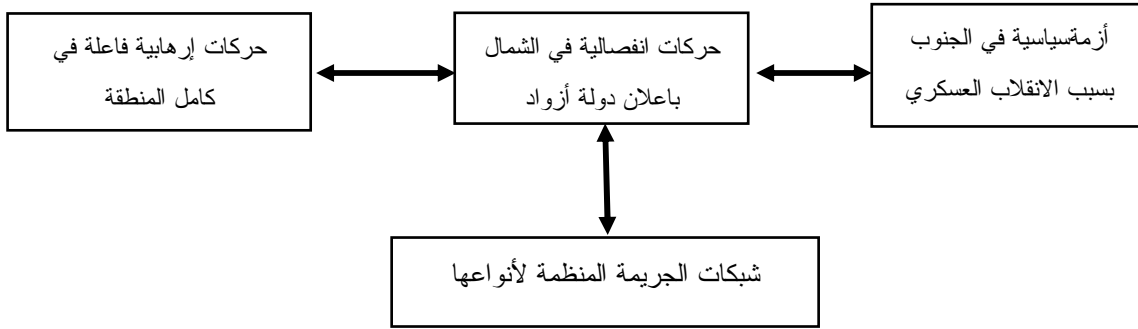 أزمةسياسية في الجنوب
بسبب الانقلاب العسكري
حركات انفصالية في الشمال
باعلان دولة أزواد
حركات إرهابية فاعلة في
كامل المنطقة
شبكات الجريمة المنظمة لأنواعها